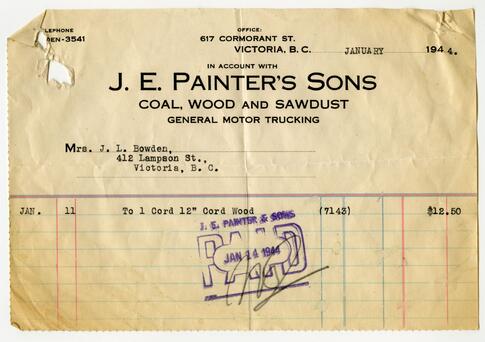 TELEPHONE
DEN-3541
OFFICE:
617 CORMORANT ST.
VICTORIA, B. C. JANUARY 1944.
IN ACCOUNT WITH
J. E. PAINTER'S SONS
COAL, WOOD AND SAWDUST
GENERAL MOTOR TRUCKING
Mrs. J. L. Bowden,
412 Lampson St.,
Victoria, B. C.
JAN. 11 To 1 Cord 12" Cord Wood (7143) $12.50
J. E. PAINTER & SONS
PAID
JAN 14 1944